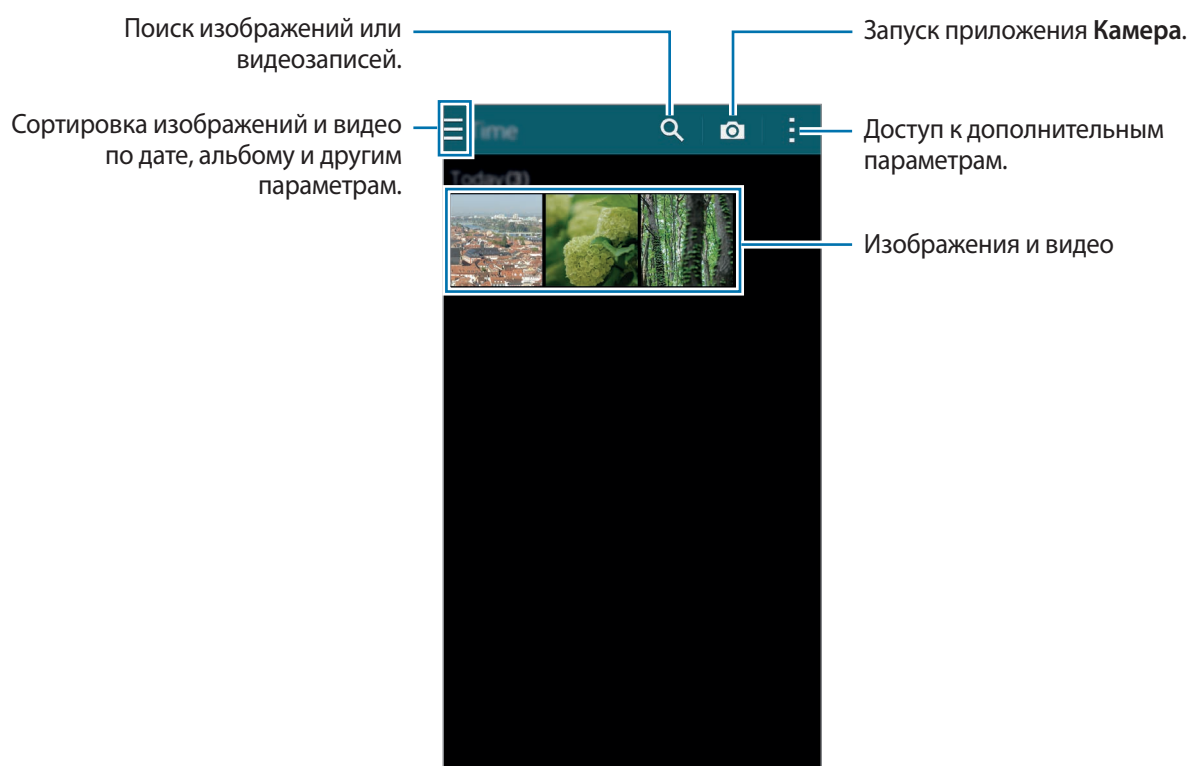 Поиск изображений или
видеозаписей.
Запуск приложения Камера.
Сортировка изображений и видео
по дате, альбому и другим
параметрам.
Time
Доступ к дополнительным
параметрам.
Today(3)
Изображения и видео